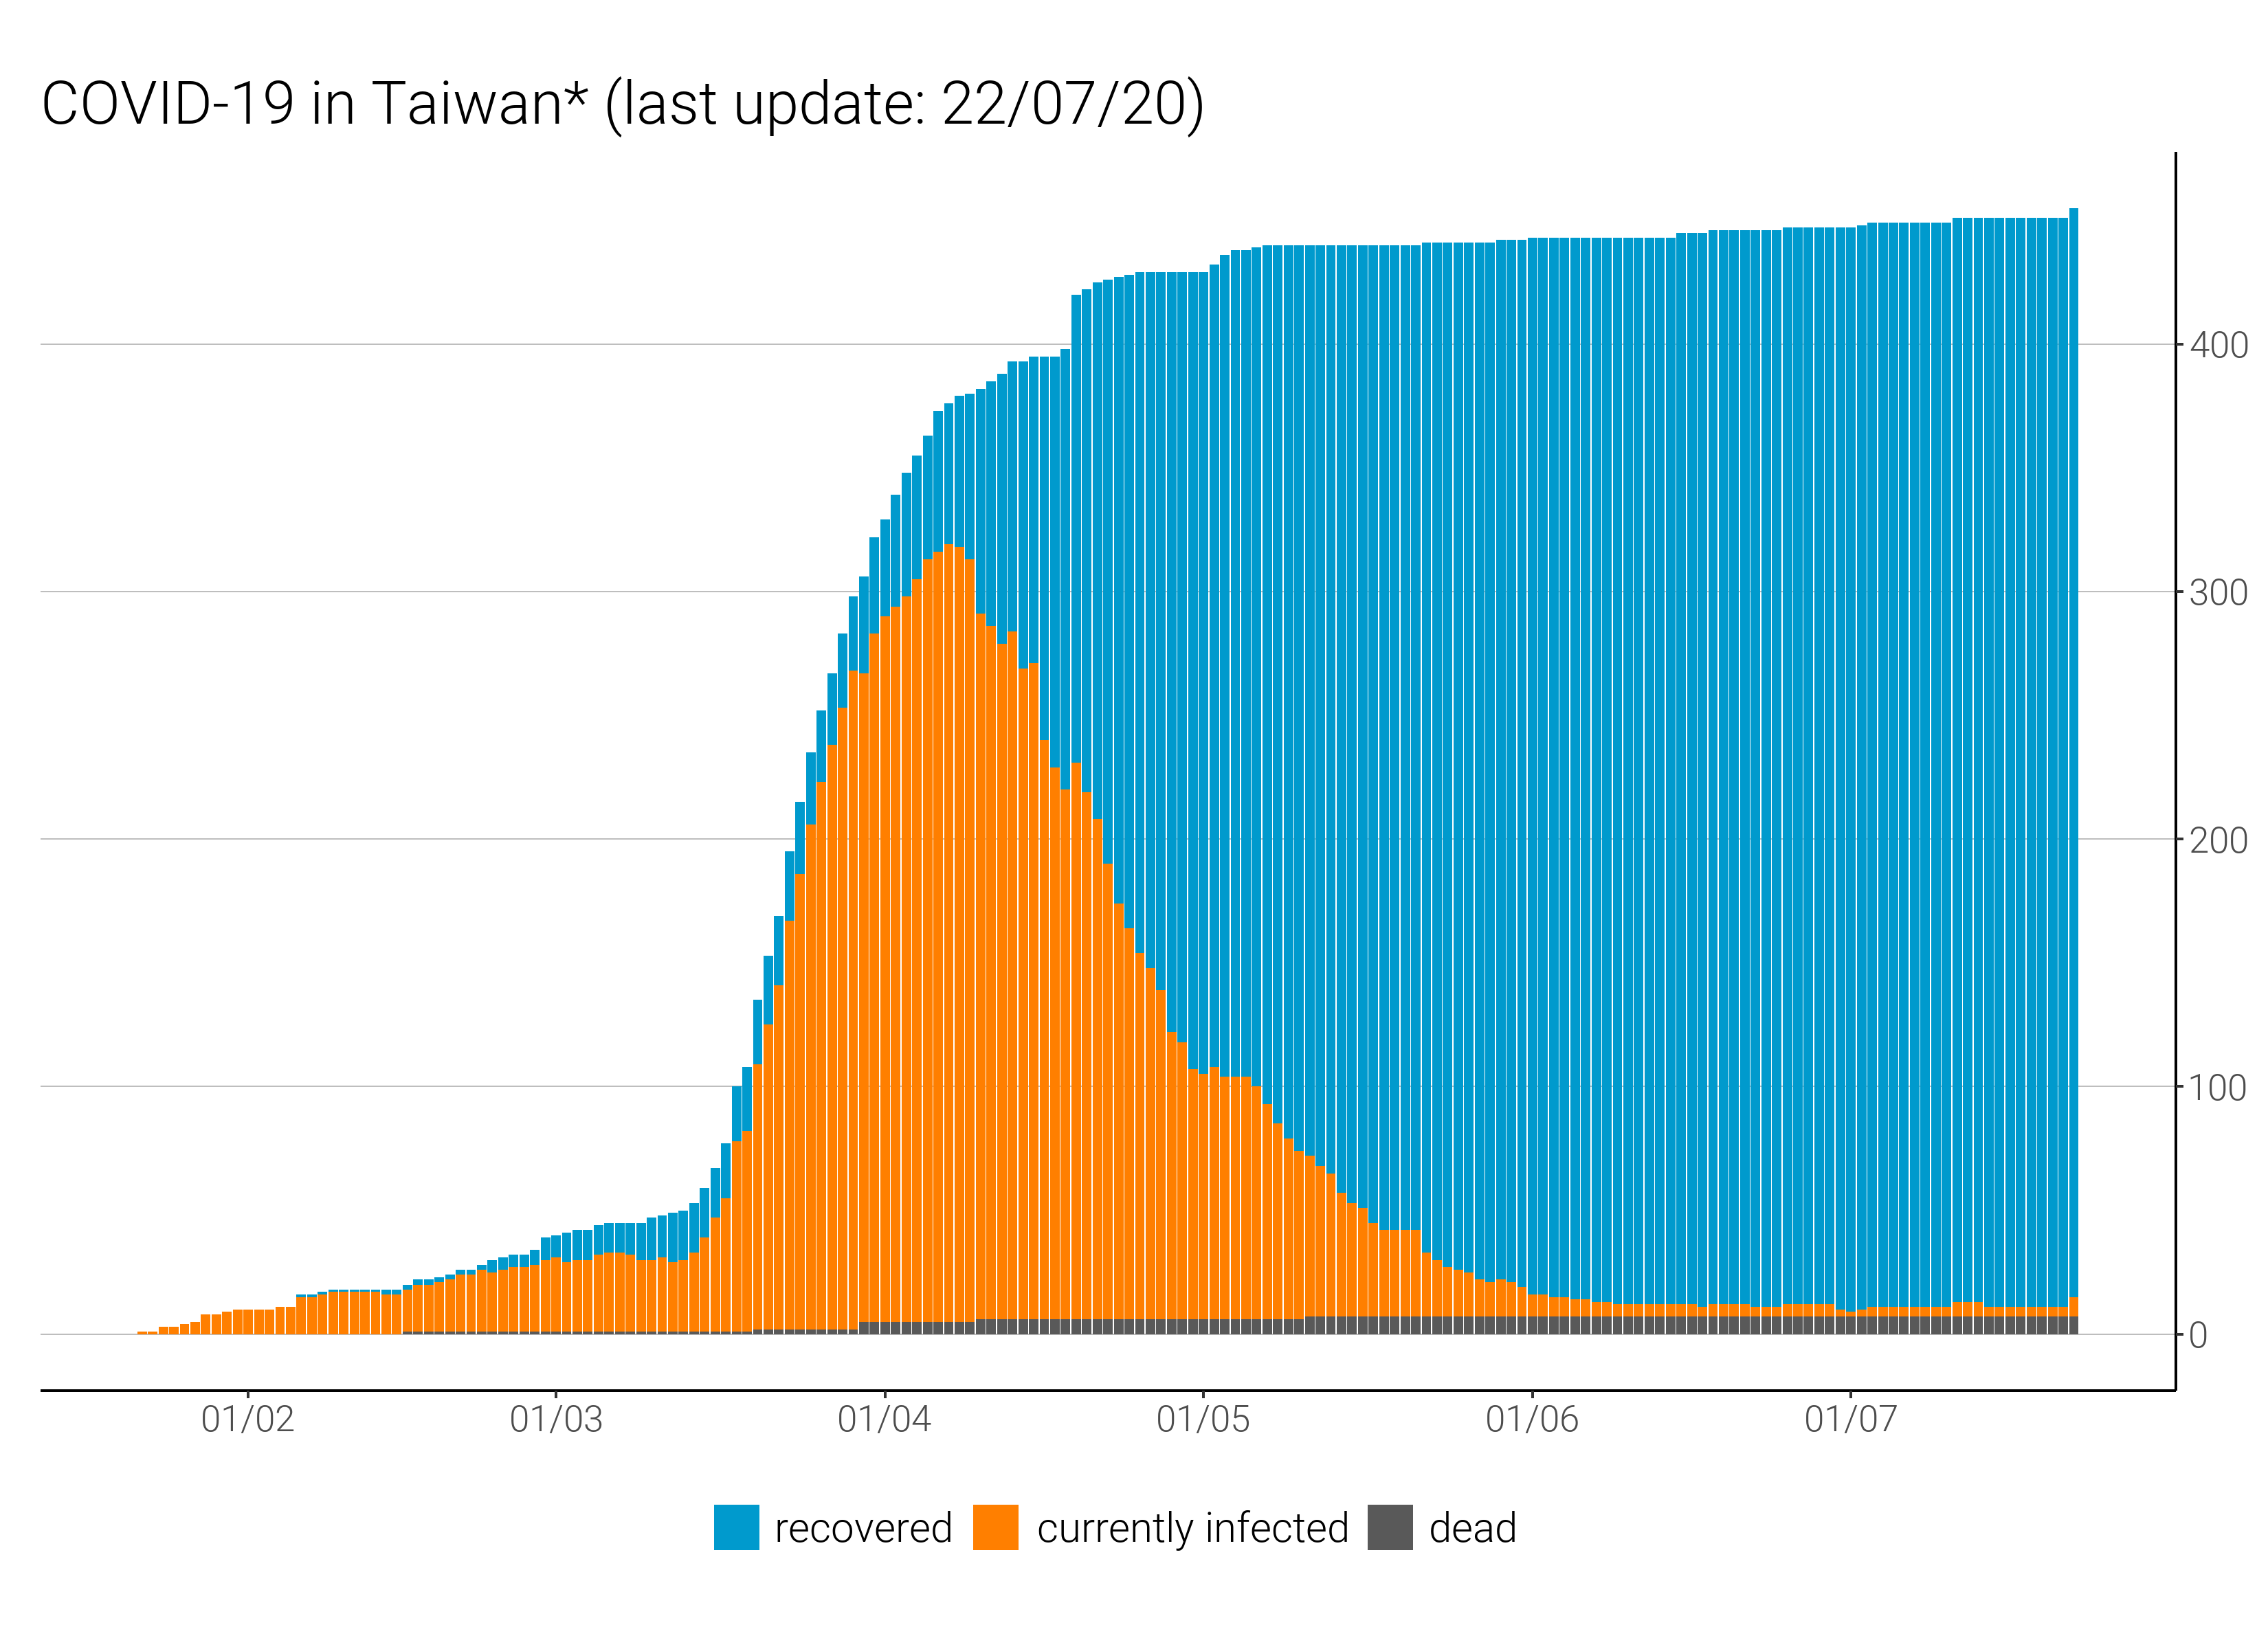 COVID-19 in Taiwan* (last update: 22/07/20)
400
300
200
100
0
01/02 01/03 01/04 01/05 01/06 01/07
recovered currently infected dead